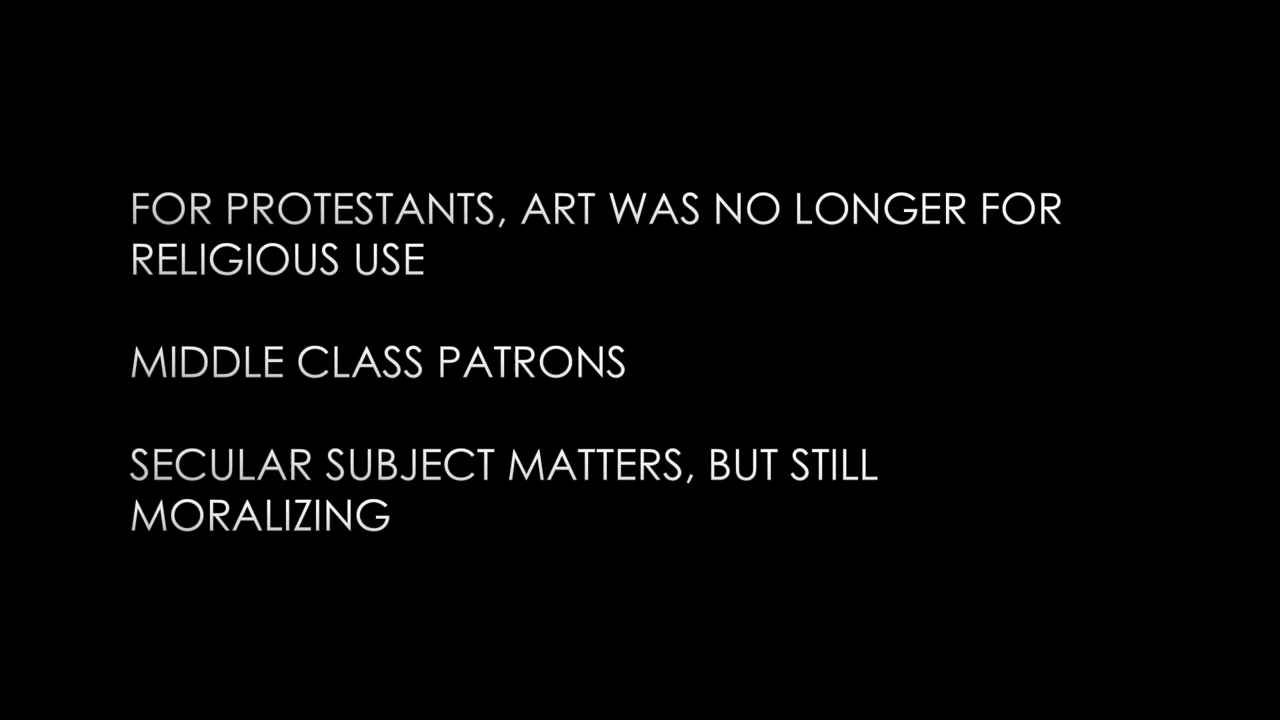 FOR PROTESTANTS, ART WAS NO LONGER FOR
RELIGIOUS USE
MIDDLE CLASS PATRONS
SECULAR SUBJECT MATTERS, BUT STILL
MORALIZING